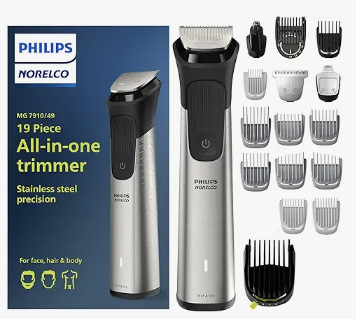 PHILIPS
NORELCO
MG 7910/49
19 Piece
All-in-one
trimmer
Stainless steel
precision
For face, hair & body
PHILIPS
NORELCO